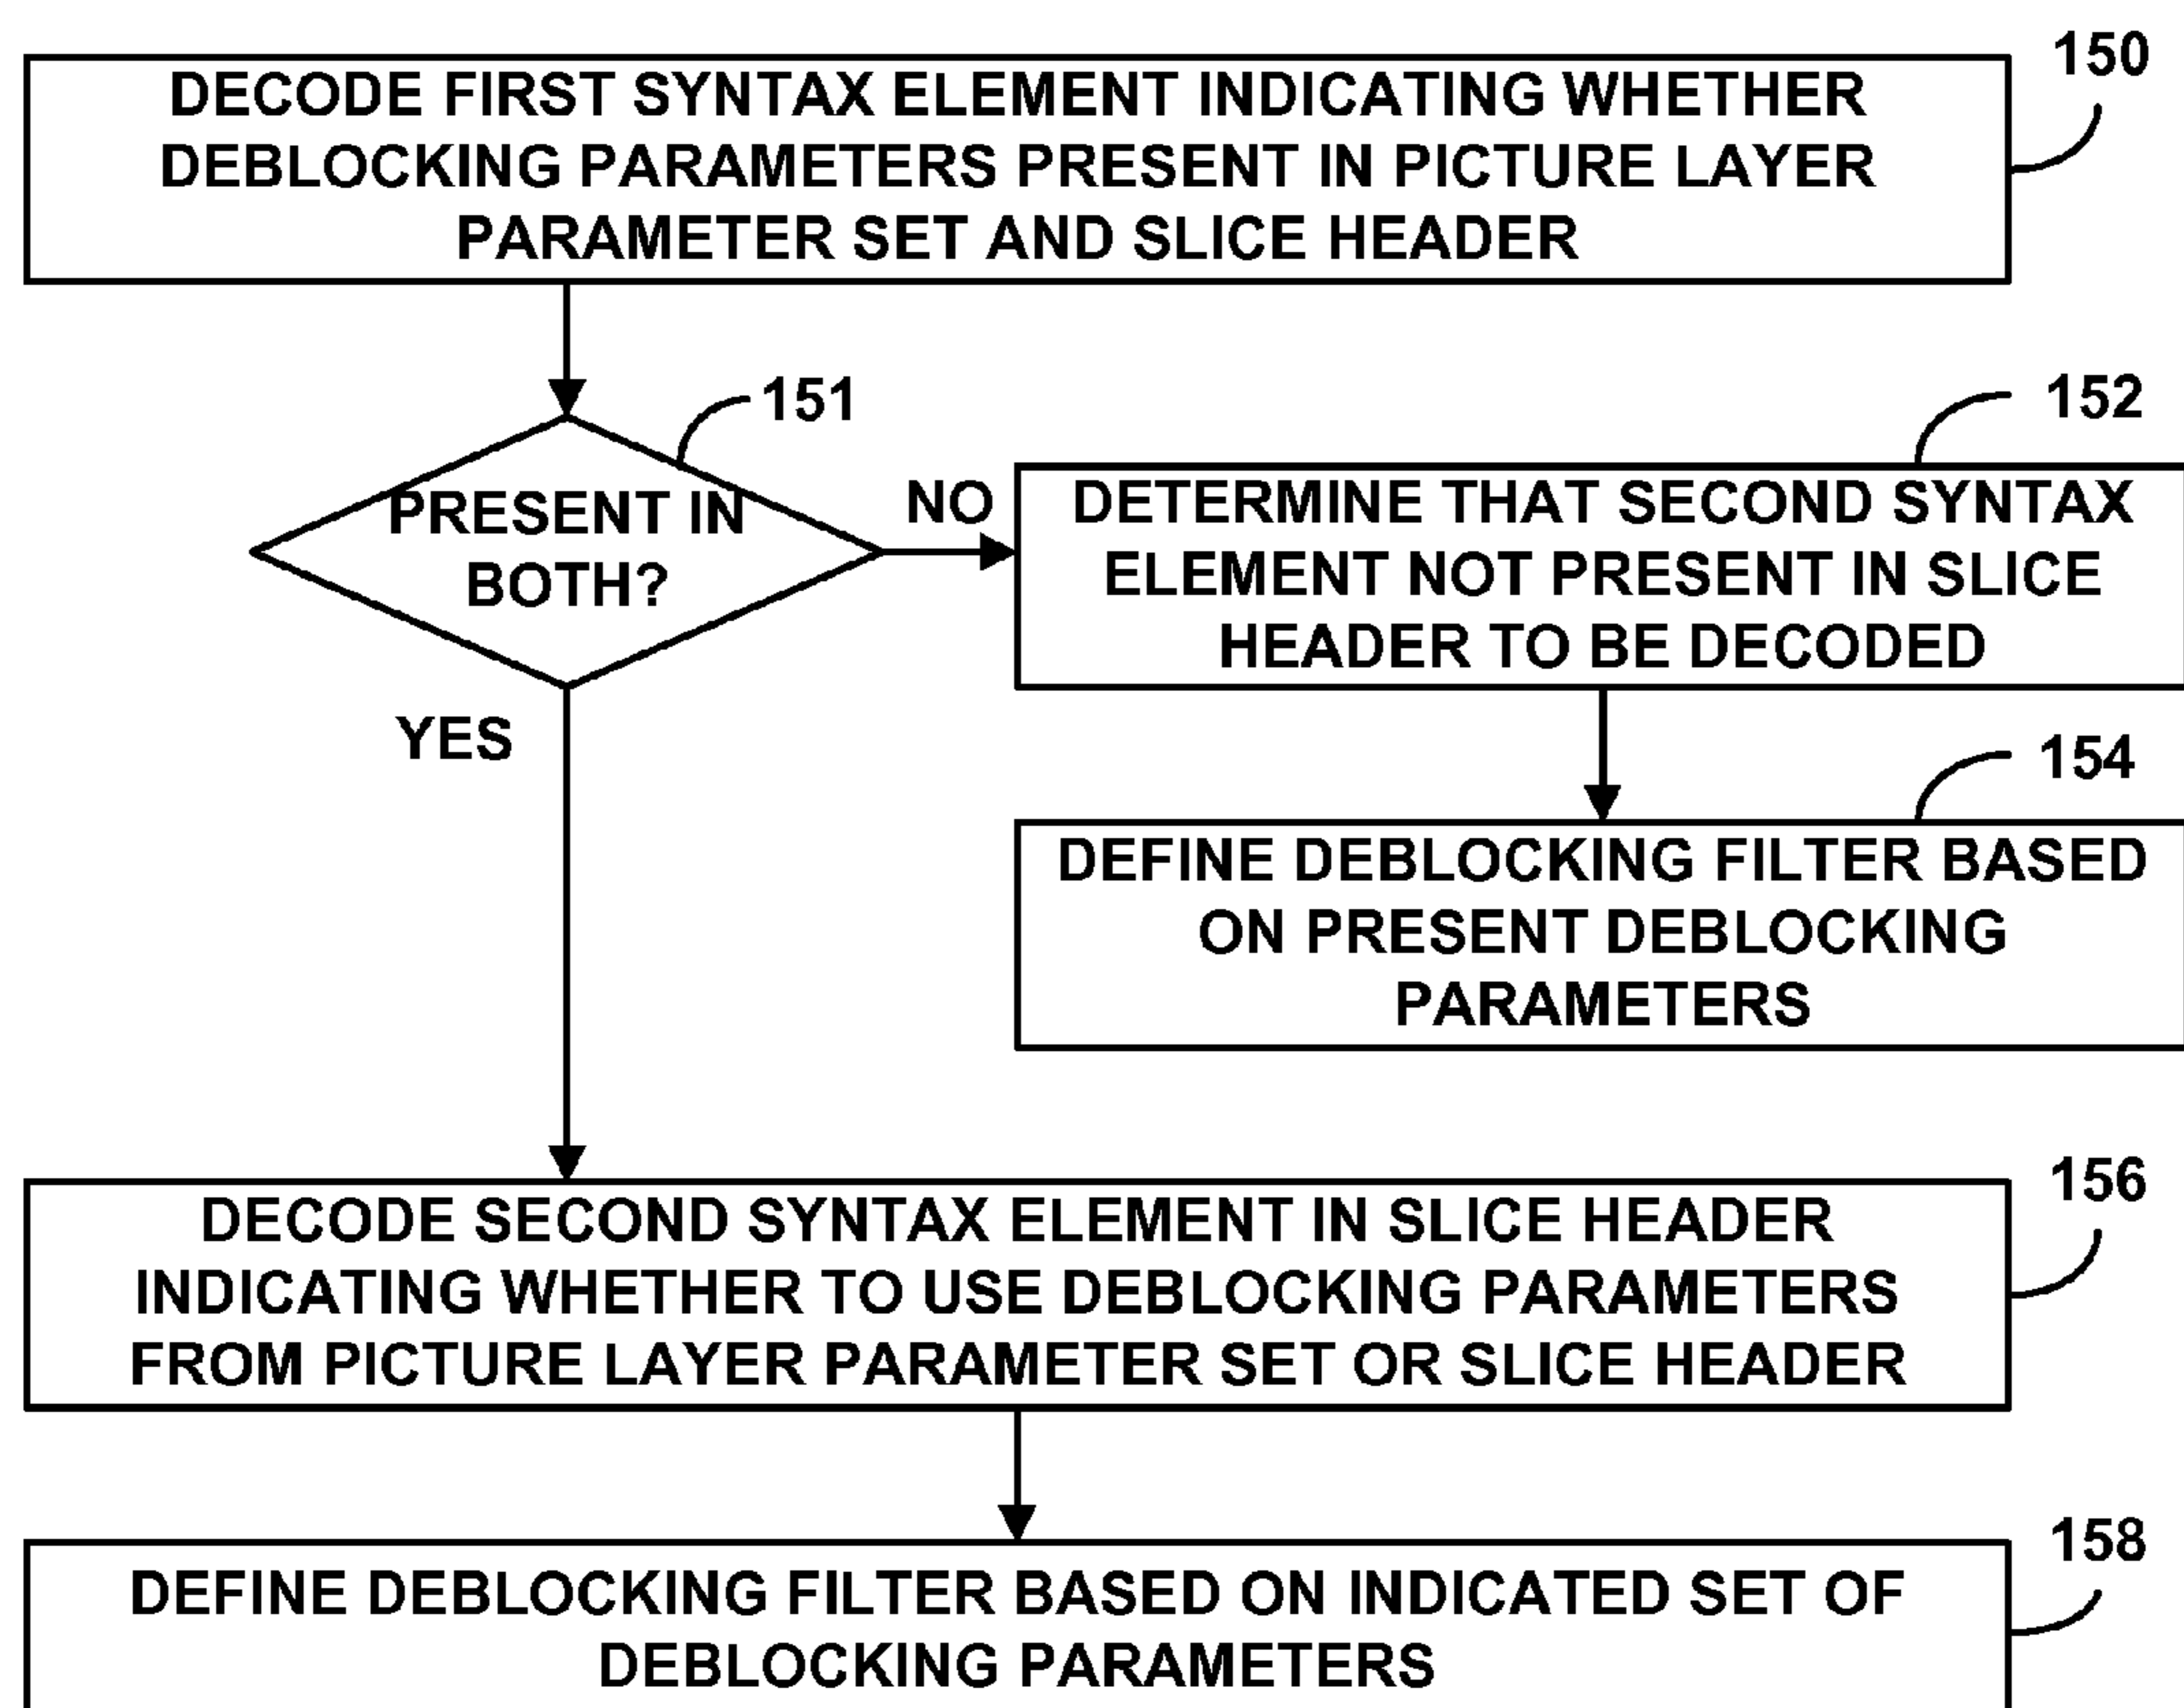 150
DECODE FIRST SYNTAX ELEMENT INDICATING WHETHER
DEBLOCKING PARAMETERS PRESENT IN PICTURE LAYER
PARAMETER SET AND SLICE HEADER
151
PRESENT IN
BOTH?
NO
YES
152
DETERMINE THAT SECOND SYNTAX
ELEMENT NOT PRESENT IN SLICE
HEADER TO BE DECODED
154
DEFINE DEBLOCKING FILTER BASED
ON PRESENT DEBLOCKING
PARAMETERS
156
DECODE SECOND SYNTAX ELEMENT IN SLICE HEADER
INDICATING WHETHER TO USE DEBLOCKING PARAMETERS
FROM PICTURE LAYER PARAMETER SET OR SLICE HEADER
158
DEFINE DEBLOCKING FILTER BASED ON INDICATED SET OF
DEBLOCKING PARAMETERS